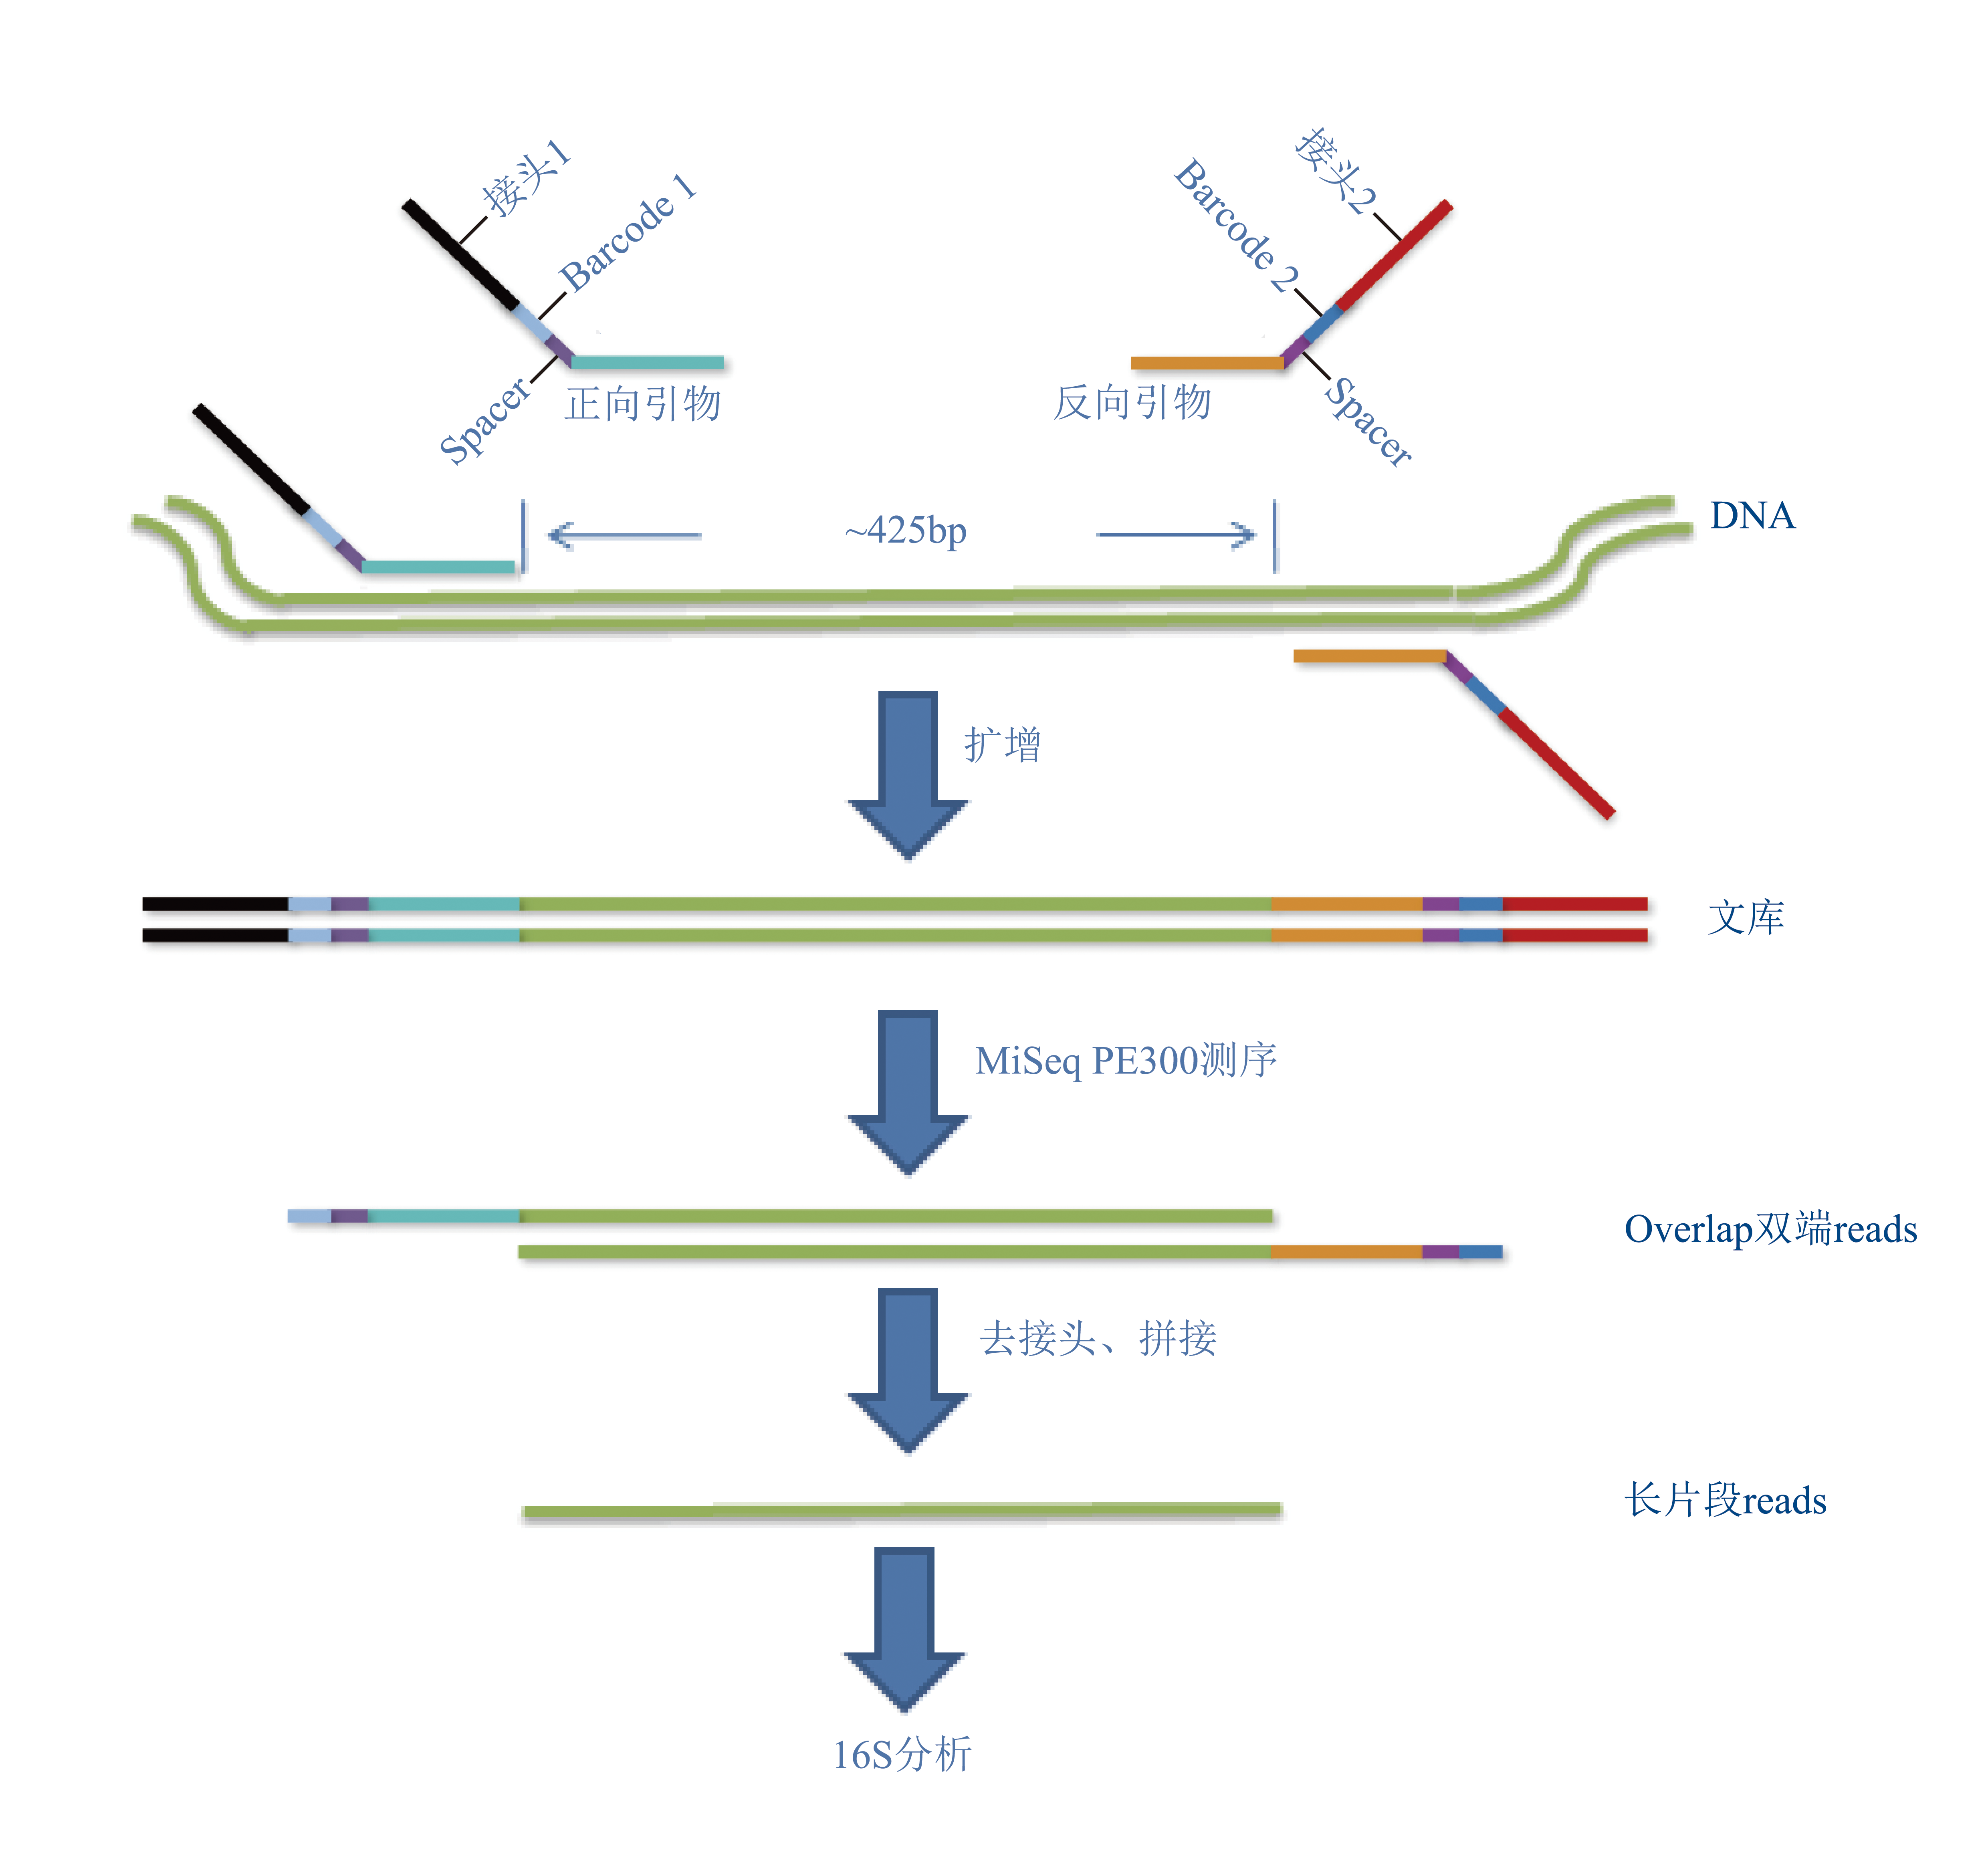 接头1
Barcode 1
Spacer
正向引物
接头2
Barcode 2
Spacer
反向引物
~425bp
DNA
扩增
文库
MiSeq PE300测序
Overlap双端reads
去接头、拼接
长片段reads
16S分析